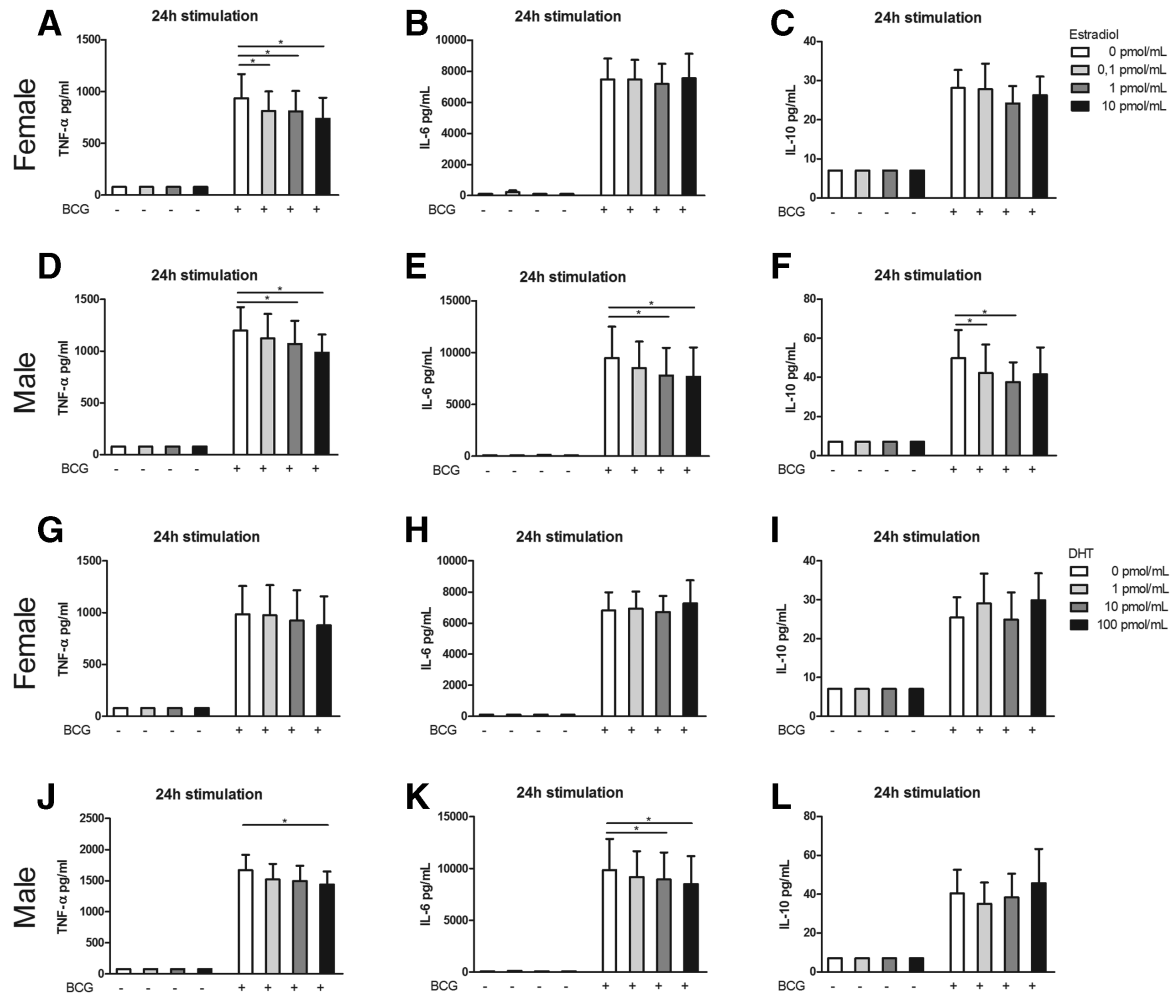 A
24h stimulation
B
24h stimulation
C
24h stimulation
Female
TNF-α pg/ml
1500
1000
500
0
* * *
BCG - - - - + + + +
IL-6 pg/mL
10000
8000
6000
4000
2000
0
BCG - - - - + + + +
IL-10 pg/mL
40
30
20
10
0
BCG - - - - + + + +
Estradiol
0 pmol/mL
0,1 pmol/mL
1 pmol/mL
10 pmol/mL
D
24h stimulation
E
24h stimulation
F
24h stimulation
Male
TNF-α pg/ml
1500
1000
500
0
* *
BCG - - - - + + + +
IL-6 pg/mL
15000
10000
5000
0
* *
BCG - - - - + + + +
IL-10 pg/mL
80
60
40
20
0
* *
BCG - - - - + + + +
G
24h stimulation
H
24h stimulation
I
24h stimulation
Female
TNF-α pg/ml
1500
1000
500
0
BCG - - - - + + + +
IL-6 pg/mL
10000
8000
6000
4000
2000
0
BCG - - - - + + + +
IL-10 pg/mL
40
30
20
10
0
BCG - - - - + + + +
DHT
0 pmol/mL
1 pmol/mL
10 pmol/mL
100 pmol/mL
J
24h stimulation
K
24h stimulation
L
24h stimulation
Male
TNF-α pg/ml
2500
2000
1500
1000
500
0
*
BCG - - - - + + + +
IL-6 pg/mL
15000
10000
5000
0
* *
BCG - - - - + + + +
IL-10 pg/mL
80
60
40
20
0
BCG - - - - + + + +